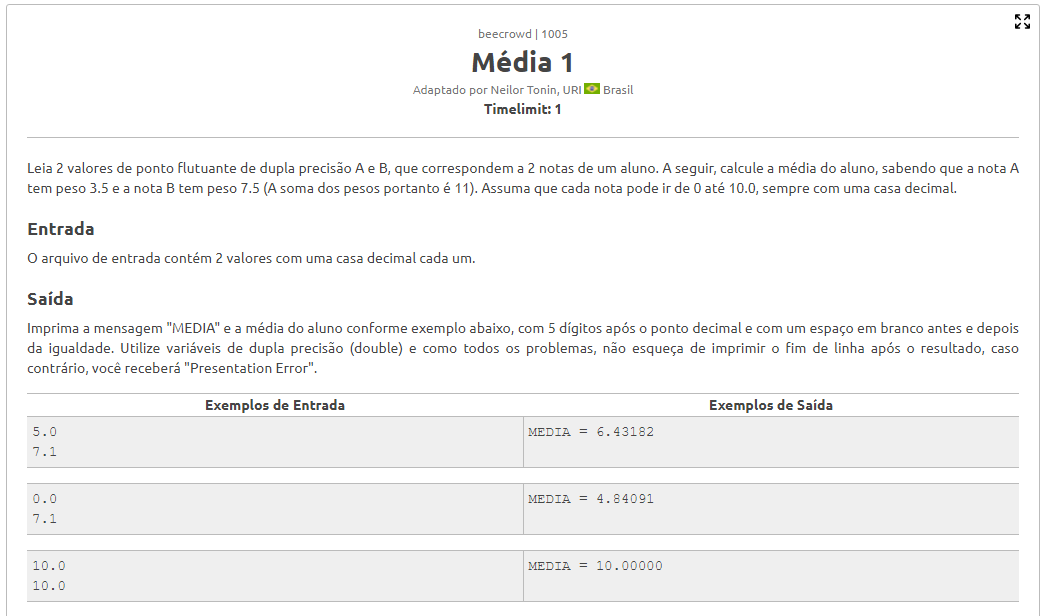 beecrowd | 1005
Média 1
Adaptado por Neilor Tonin, URI Brasil
Timelimit: 1
Leia 2 valores de ponto flutuante de dupla precisão A e B, que correspondem a 2 notas de um aluno. A seguir, calcule a média do aluno, sabendo que a nota A
tem peso 3.5 e a nota B tem peso 7.5 (A soma dos pesos portanto é 11). Assuma que cada nota pode ir de 0 até 10.0, sempre com uma casa decimal.
Entrada
O arquivo de entrada contém 2 valores com uma casa decimal cada um.
Saída
Imprima a mensagem "MEDIA" e a média do aluno conforme exemplo abaixo, com 5 dígitos após o ponto decimal e com um espaço em branco antes e depois
da igualdade. Utilize variáveis de dupla precisão (double) e como todos os problemas, não esqueça de imprimir o fim de linha após o resultado, caso
contrário, você receberá "Presentation Error".
Exemplos de Entrada Exemplos de Saída
5.0 MEDIA = 6.43182
7.1
0.0 MEDIA = 4.84091
7.1
10.0 MEDIA = 10.00000
10.0